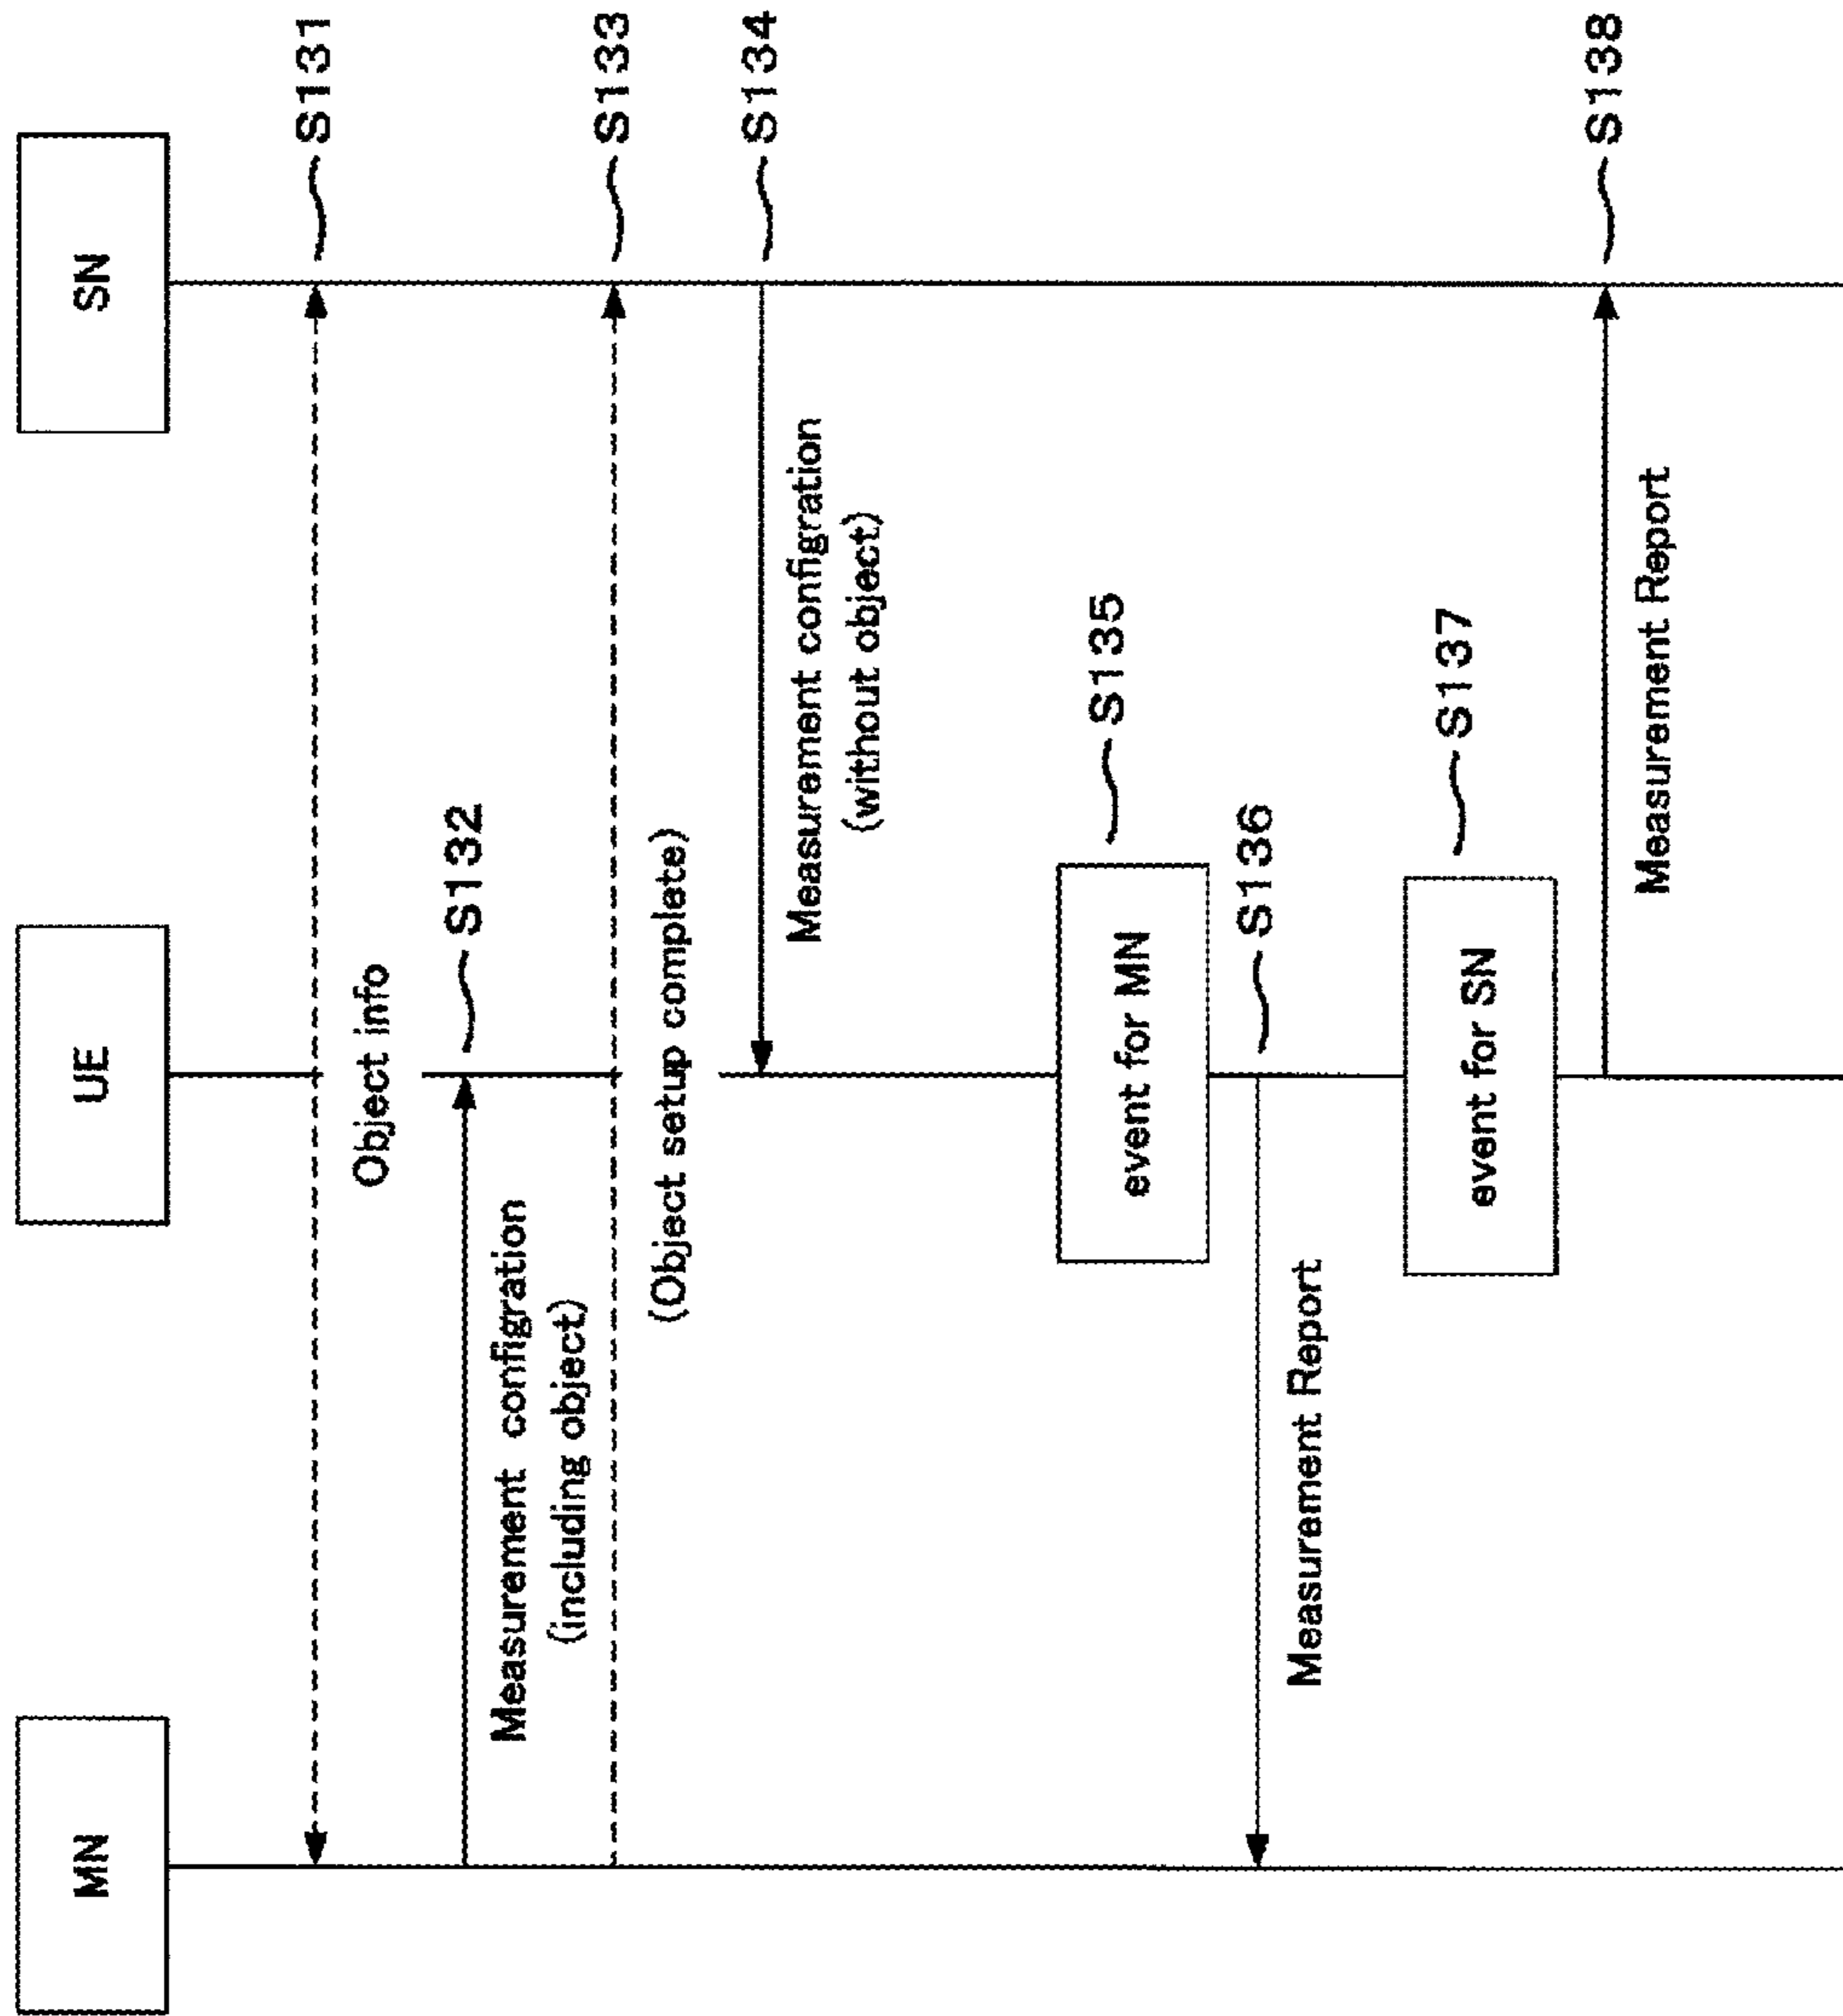 MN
UE
SN
S131
Object info
S132
Measurement configration
(including object)
S133
(Object setup complete)
S134
Measurement configration
(without object)
event for MN
S135
S136
Measurement Report
event for SN
S137
S138
Measurement Report